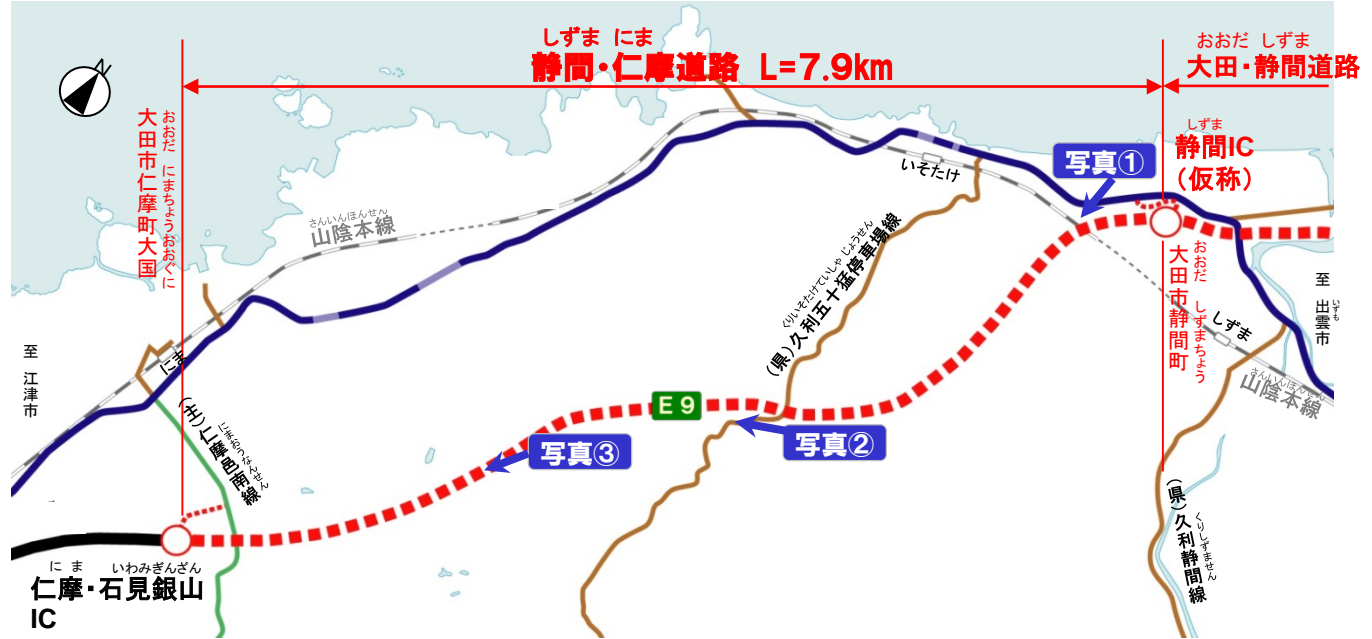 しずま にま
静間・仁摩道路 L=7.9km
おおだ しずま
大田・静間道路
N
おおだ にまちょうおおぐに
大田市仁摩町大国
しずま
静間IC
(仮称)
写真①
いそたけ
さんいんほんせん
山陰本線
くりいそたけていしゃじょうせん
(県)久利五十猛停車場線
おおだ しずまちょう
大田市静間町
至 出雲市
いずも
しずま
さんいんほんせん
山陰本線
至 江津市
にま
(主)仁摩邑南線
にまおうなんせん
E9
写真②
写真③
(県)久利静間線
くりしずません
にま いわみぎんざん
仁摩・石見銀山
IC